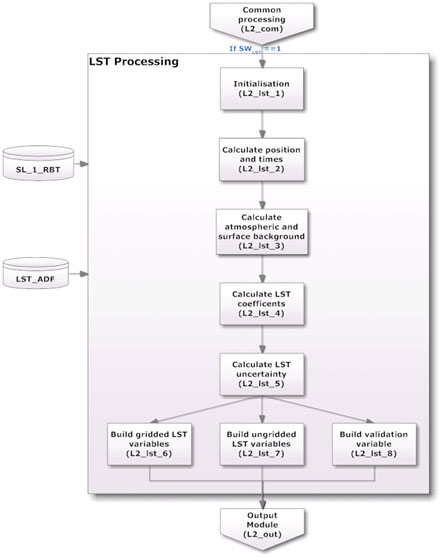 Common
processing
(L2_com)
If SW_LST ==1
LST Processing
Initialisation
(L2_lst_1)
Calculate position
and times
(L2_lst_2)
SL_1_RBT
Calculate
atmospheric and
surface background
(L2_lst_3)
LST_ADF
Calculate LST
coefficents
(L2_lst_4)
Calculate LST
uncertainty
(L2_lst_5)
Build gridded LST
variables
(L2_lst_6)
Build ungridded
LST variables
(L2_lst_7)
Build validation
variable
(L2_lst_8)
Output
Module
(L2_out)